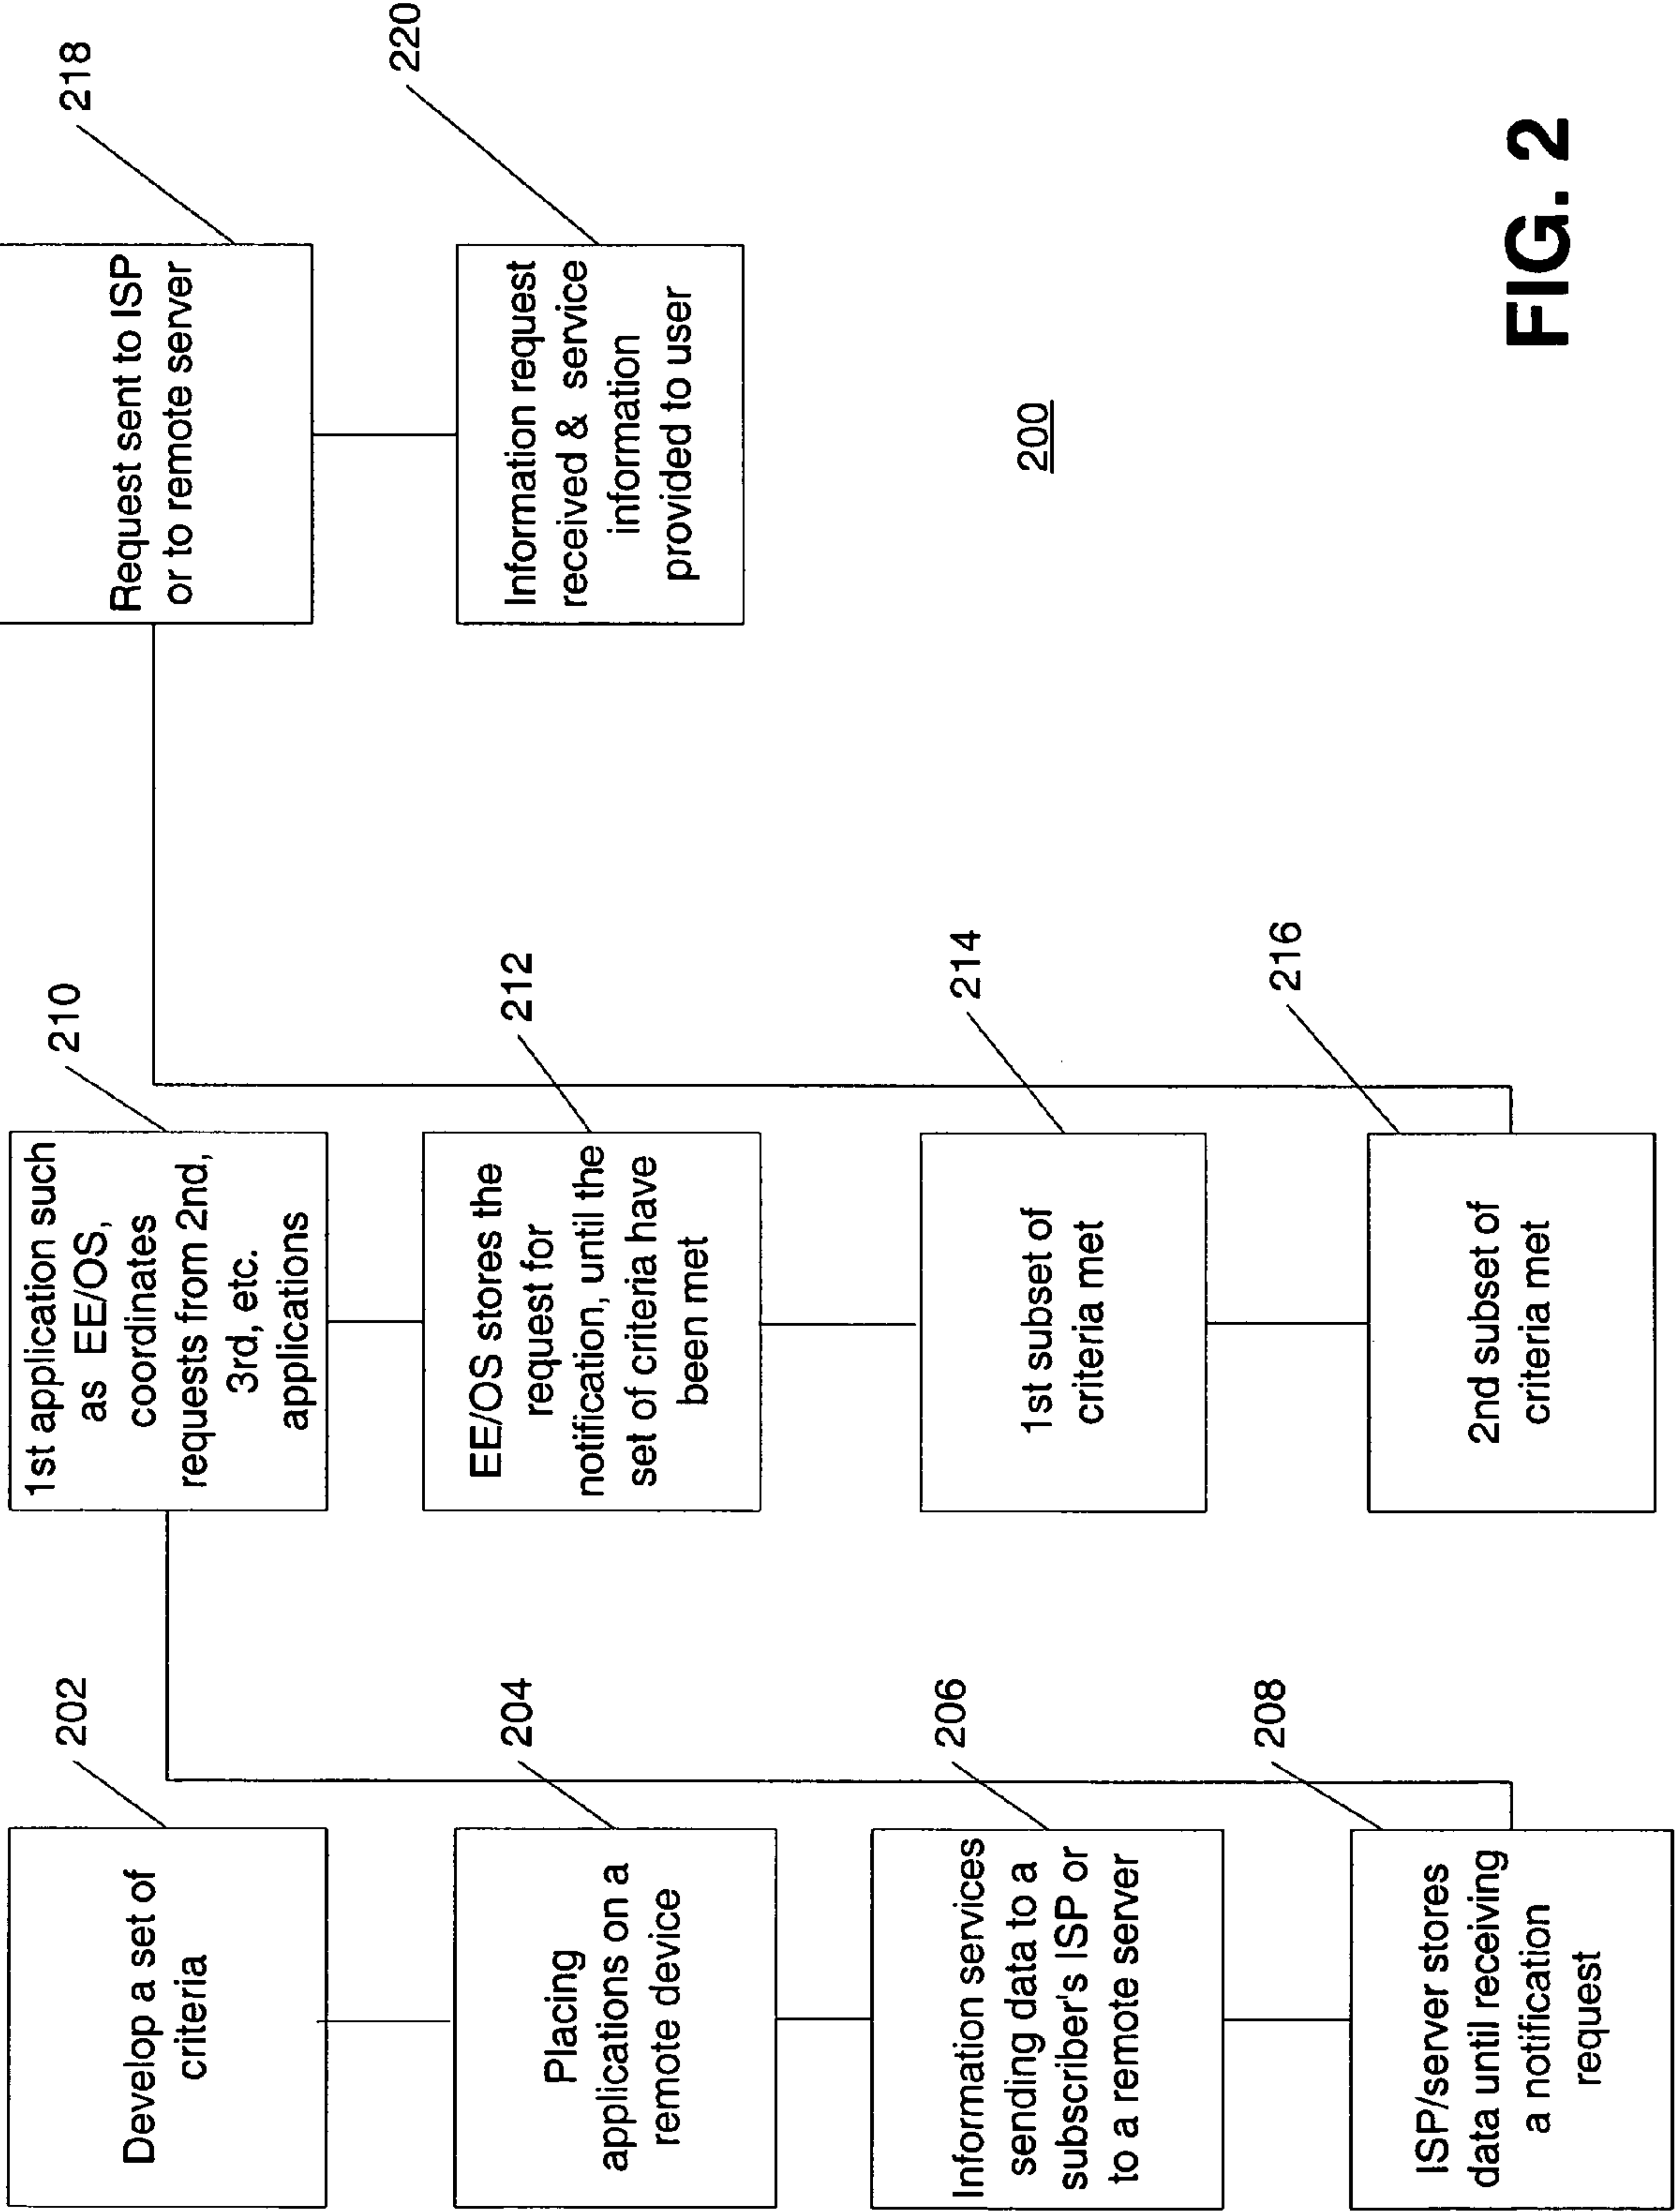 202
Develop a set of
criteria
204
Placing
applications on a
remote device
206
Information services
sending data to a
subscriber's ISP or
to a remote server
208
ISP/server stores
data until receiving
a notification
request
210
1st application such
as EE/OS,
coordinates
requests from 2nd,
3rd, etc.
applications
212
EE/OS stores the
request for
notification, until the
set of criteria have
been met
214
1st subset of
criteria met
216
2nd subset of
criteria met
218
Request sent to ISP
or to remote server
220
Information request
received & service
information
provided to user
200
FIG. 2